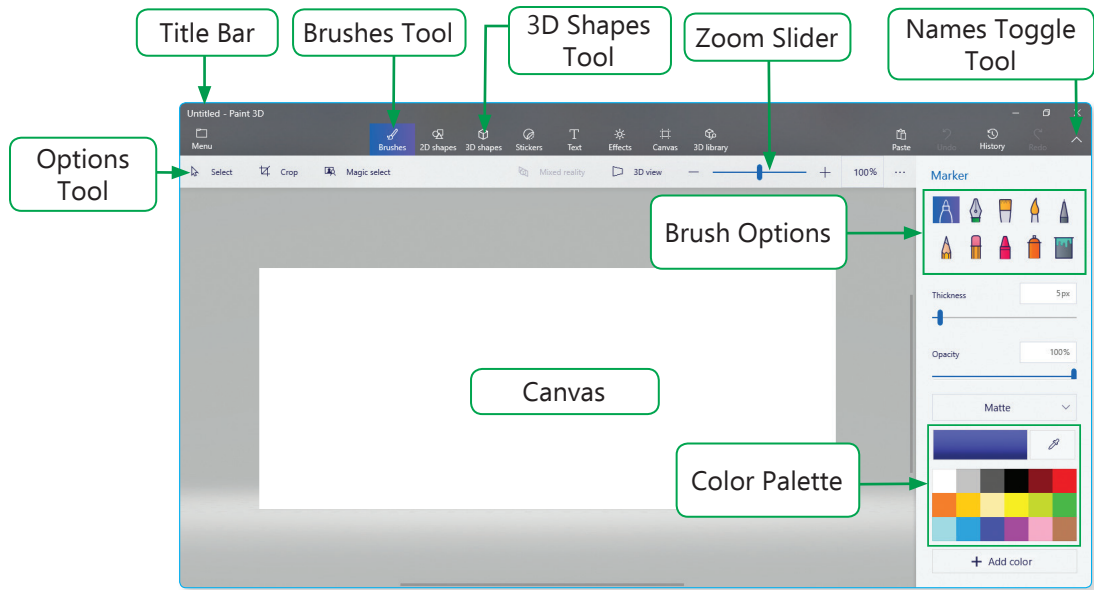 Title Bar
Brushes Tool
3D Shapes
Tool
Zoom Slider
Names Toggle
Tool
Untitled - Paint 3D
Menu
Brushes
2D shapes
3D shapes
Stickers
Text
Effects
Canvas
3D library
Paste
Undo
History
Redo
Options
Tool
Select
Crop
Magic select
Mixed reality
3D view
100%
Marker
Brush Options
Thickness
5px
Opacity
100%
Canvas
Matte
Color Palette
Add color